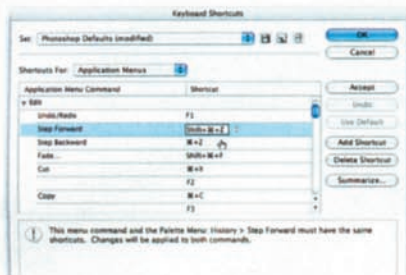 Keyboard Shortcuts
Set: Photoshop Defaults (modified)
OK
Cancel
Shortcuts For: Application Menus
Application Menu Command Shortcut
Accept
Edit
Undo
Undo/Redo F1
Use Default
Step Forward Shift+⌘+Z
Step Backward ⌘+Z
Add Shortcut
Fade... Shift+⌘+F
Delete Shortcut
Cut ⌘+X
Summarize...
F2
Copy ⌘+C
F3
This menu command and the Palette Menu: History > Step Forward must have the same
shortcuts. Changes will be applied to both commands.